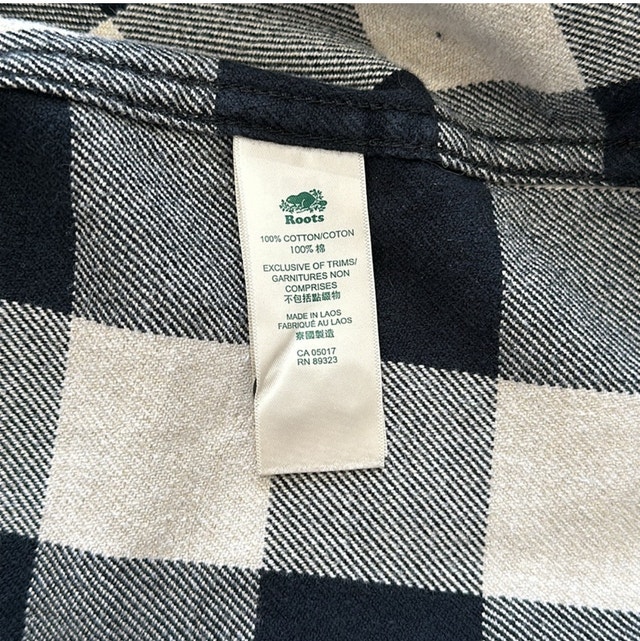 Roots
100% COTTON/COTON
100% 棉
EXCLUSIVE OF TRIMS/
GARNITURES NON
COMPRISES
不包括點綴物
MADE IN LAOS
FABRIQUÉ AU LAOS
寮國製造
CA 05017
RN 89323